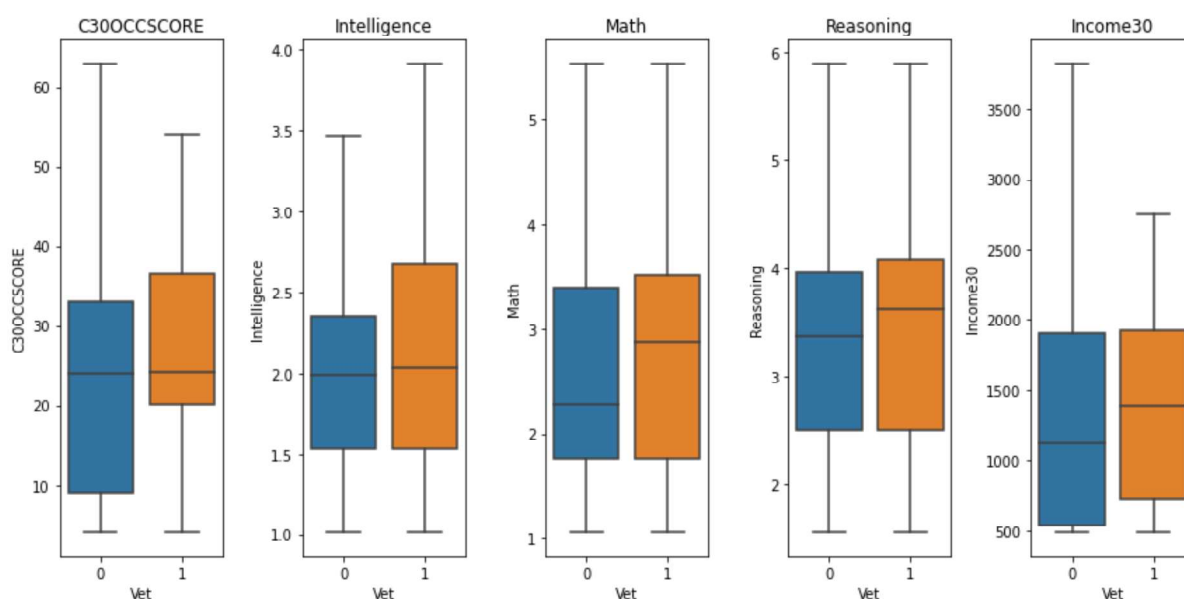 C30OCCSCORE
Intelligence
Math
Reasoning
Income30
C30OCCSCORE
60
50
40
30
20
10
0
1
Vet
Intelligence
4.0
3.5
3.0
2.5
2.0
1.5
1.0
0
1
Vet
Math
5
4
3
2
1
0
1
Vet
Reasoning
6
5
4
3
2
0
1
Vet
Income30
3500
3000
2500
2000
1500
1000
500
0
1
Vet